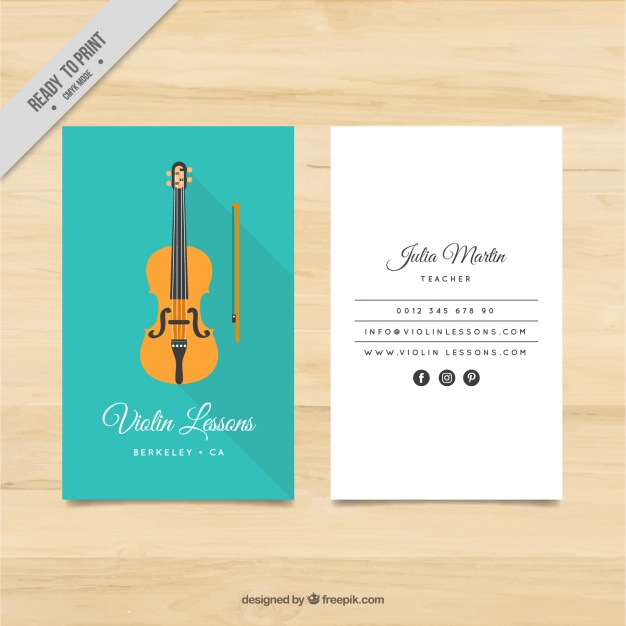 READY TO PRINT
CMYK MODE
Violin Lessons
BERKELEY • CA
Julia Martin
TEACHER
0012 345 678 90
INFO@VIOLINLESSONS.COM
WWW.VIOLIN LESSONS.COM
designed by freepik.com